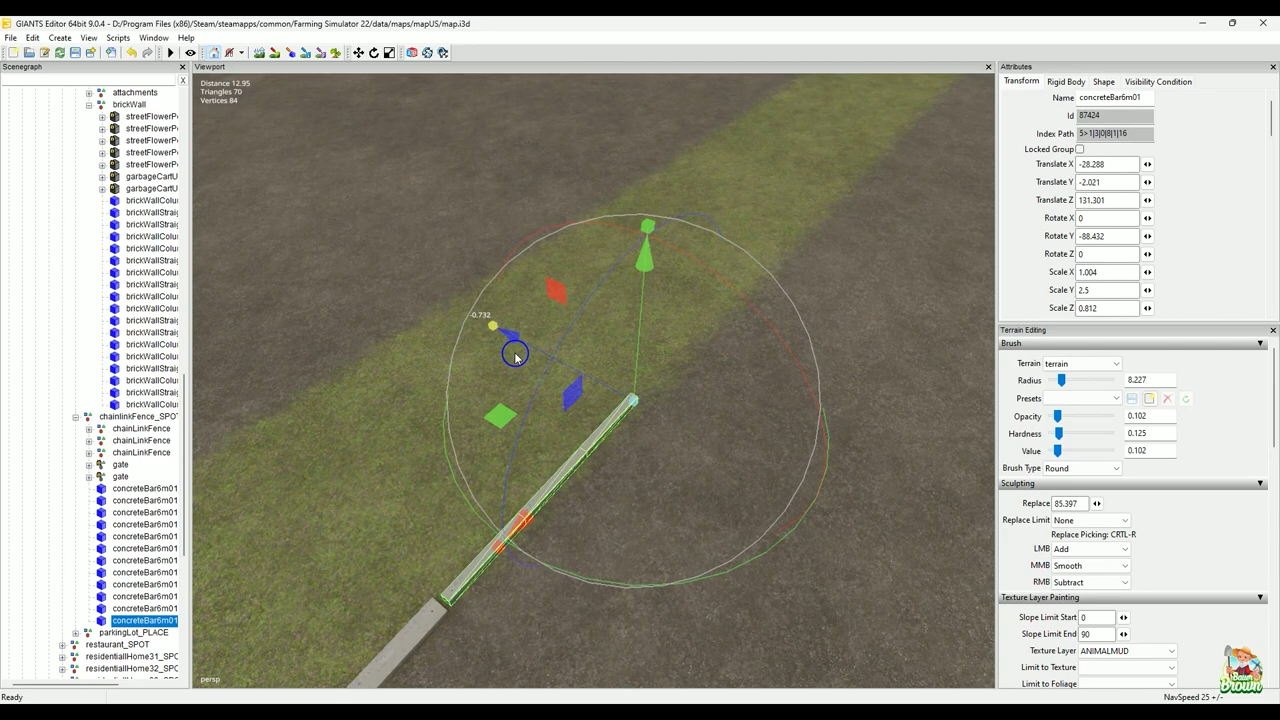 GIANTS Editor 64bit 9.0.4 - D:/Program Files (x86)/Steam/steamapps/common/Farming Simulator 22/data/maps/mapUS/map.i3d
File Edit Create View Scripts Window Help
Scenegraph
X
attachments
brickWall
streetFlowerP
streetFlowerP
streetFlowerP
streetFlowerP
streetFlowerP
garbageCartU
garbageCartU
brickWallColu
brickWallStraig
brickWallColu
brickWallStraig
brickWallColu
brickWallStraig
brickWallColu
brickWallStraig
brickWallColu
brickWallColu
brickWallStraig
brickWallStraig
brickWallColu
brickWallColu
brickWallStraig
brickWallColu
brickWallStraig
brickWallColu
chainlinkFence_SPOT
chainLinkFence
chainLinkFence
chainLinkFence
gate
gate
concreteBar6m01
concreteBar6m01
concreteBar6m01
concreteBar6m01
concreteBar6m01
concreteBar6m01
concreteBar6m01
concreteBar6m01
concreteBar6m01
concreteBar6m01
concreteBar6m01
concreteBar6m01
parkingLot_PLACE
restaurant_SPOT
residentiallHome31_SPC
residentiallHome32_SPC
Ready
Viewport
Distance 12.95
Triangles 70
Vertices 84
-0.732
persp
Attributes
Transform Rigid Body Shape Visibility Condition
Name concreteBar6m01
Id 87424
Index Path 5>1|3|0|8|1|16
Locked Group
Translate X -28.288
Translate Y -2.021
Translate Z 131.301
Rotate X 0
Rotate Y -88.432
Rotate Z 0
Scale X 1.004
Scale Y 2.5
Scale Z 0.812
Terrain Editing
Brush
Terrain terrain
Radius 8.227
Presets
Opacity 0.102
Hardness 0.125
Value 0.102
Brush Type Round
Sculpting
Replace 85.397
Replace Limit None
Replace Picking: CRTL-R
LMB Add
MMB Smooth
RMB Subtract
Texture Layer Painting
Slope Limit Start 0
Slope Limit End 90
Texture Layer ANIMALMUD
Limit to Texture
Limit to Foliage
Bawn
Brown
NavSpeed 25 +/-